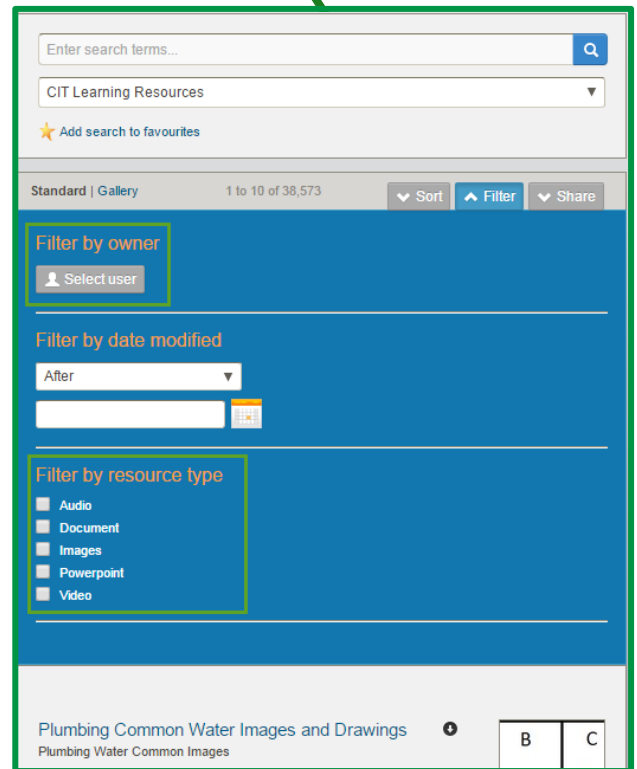 Enter search terms...
CIT Learning Resources
Add search to favourites
Standard | Gallery 1 to 10 of 38,573 Sort Filter Share
Filter by owner
Select user
Filter by date modified
After
Filter by resource type
Audio
Document
Images
Powerpoint
Video
Plumbing Common Water Images and Drawings
Plumbing Water Common Images
B C